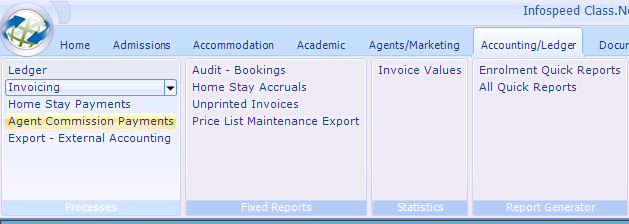 Infospeed Class.Ne
Home Admissions Accommodation Academic Agents/Marketing Accounting/Ledger Docun
Ledger
Invoicing
Home Stay Payments
Agent Commission Payments
Export - External Accounting
Processes
Audit - Bookings
Home Stay Accruals
Unprinted Invoices
Price List Maintenance Export
Fixed Reports
Invoice Values
Statistics
Enrolment Quick Reports
All Quick Reports
Report Generator